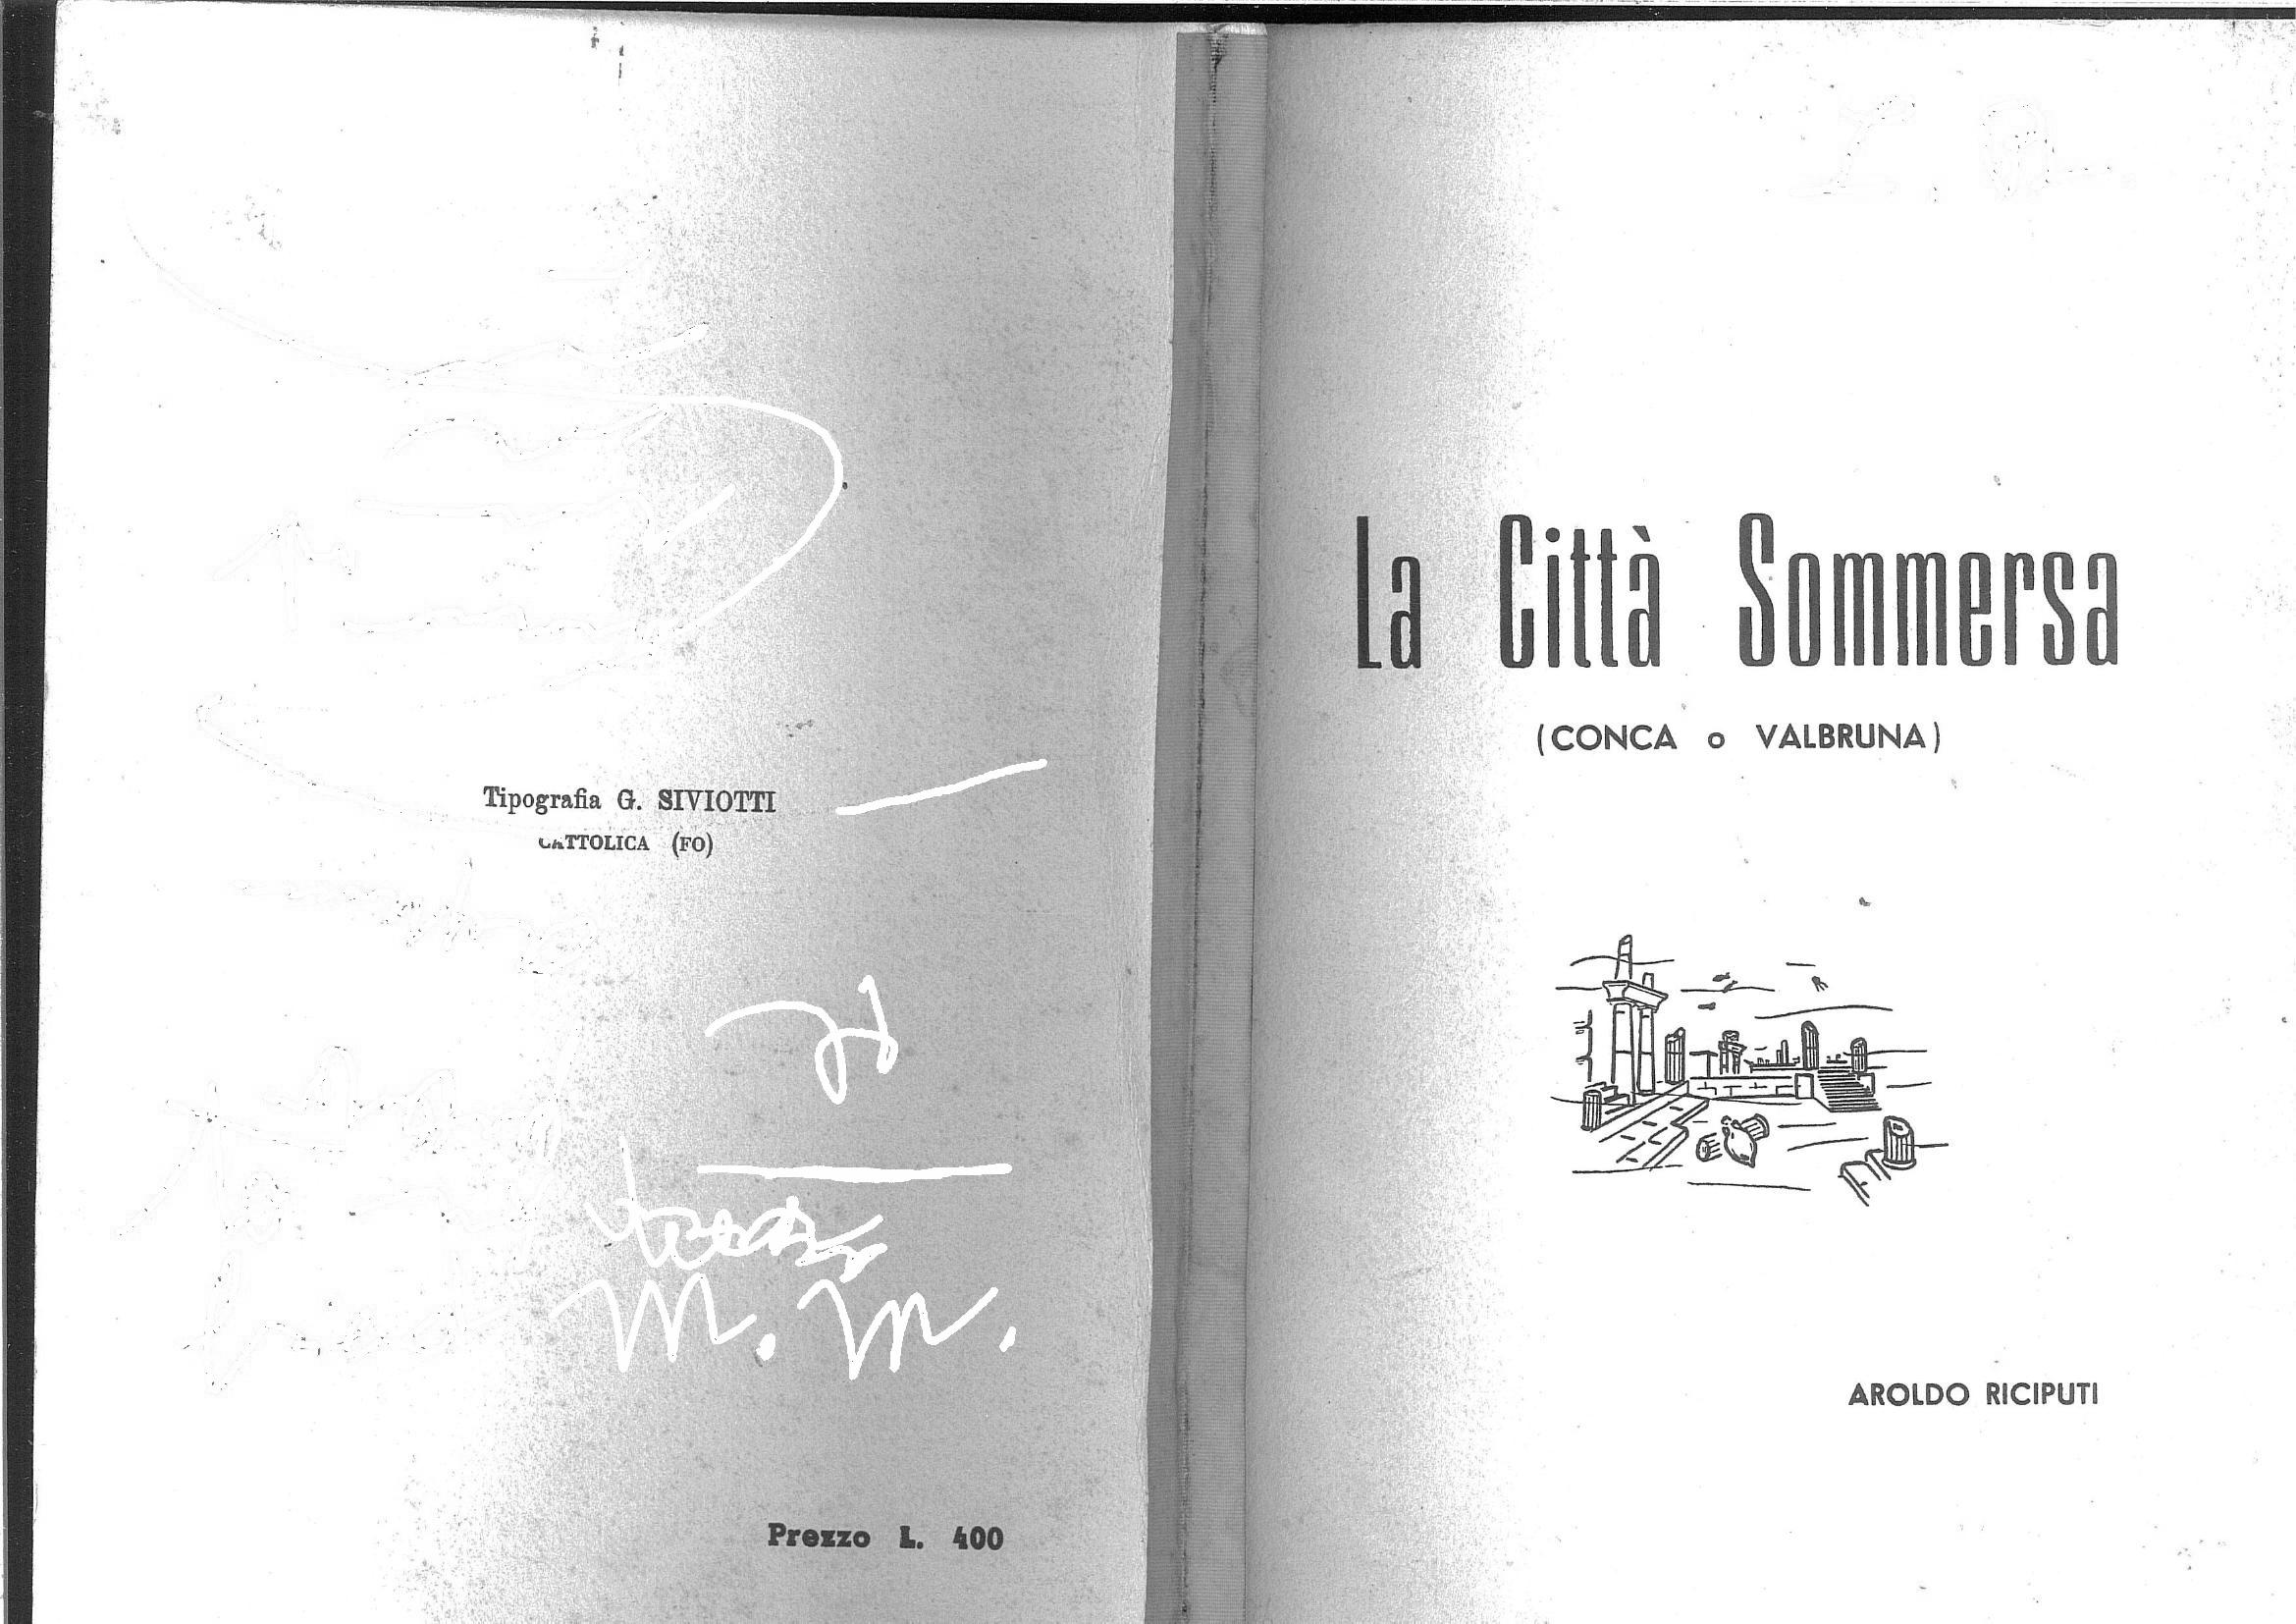 Tipografia G. SIVIOTTI
CATTOLICA (FO)
M. M.
Prezzo L. 400
La Città Sommersa
(CONCA o VALBRUNA)
AROLDO RICIPUTI